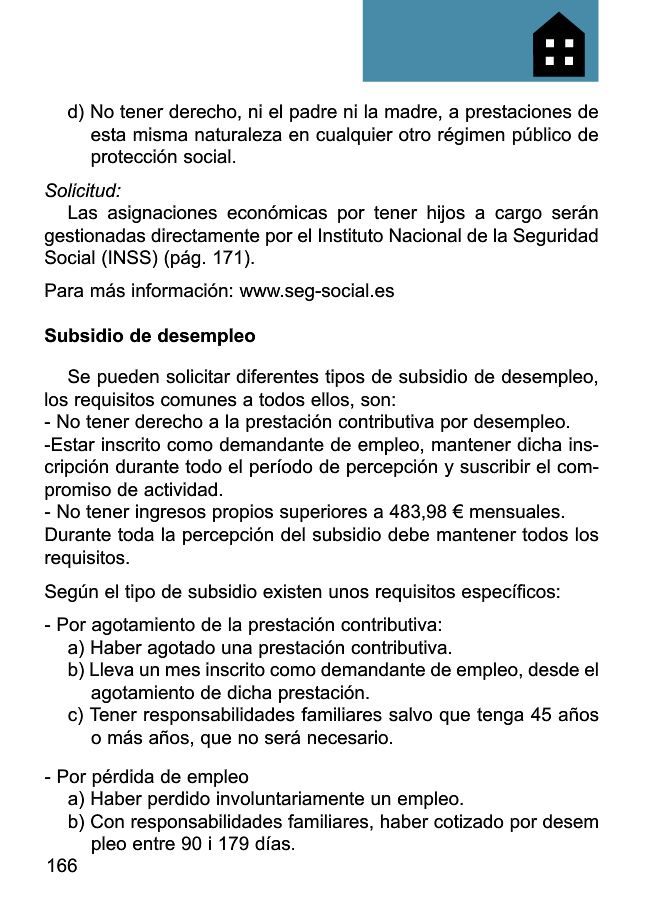 d) No tener derecho, ni el padre ni la madre, a prestaciones de
esta misma naturaleza en cualquier otro régimen público de
protección social.
Solicitud:
Las asignaciones económicas por tener hijos a cargo serán
gestionadas directamente por el Instituto Nacional de la Seguridad
Social (INSS) (pág. 171).
Para más información: www.seg-social.es
Subsidio de desempleo
Se pueden solicitar diferentes tipos de subsidio de desempleo,
los requisitos comunes a todos ellos, son:
- No tener derecho a la prestación contributiva por desempleo.
-Estar inscrito como demandante de empleo, mantener dicha ins-
cripción durante todo el período de percepción y suscribir el com-
promiso de actividad.
- No tener ingresos propios superiores a 483,98 € mensuales.
Durante toda la percepción del subsidio debe mantener todos los
requisitos.
Según el tipo de subsidio existen unos requisitos específicos:
- Por agotamiento de la prestación contributiva:
a) Haber agotado una prestación contributiva.
b) Lleva un mes inscrito como demandante de empleo, desde el
agotamiento de dicha prestación.
c) Tener responsabilidades familiares salvo que tenga 45 años
o más años, que no será necesario.
- Por pérdida de empleo
a) Haber perdido involuntariamente un empleo.
b) Con responsabilidades familiares, haber cotizado por desem
pleo entre 90 i 179 días.
166